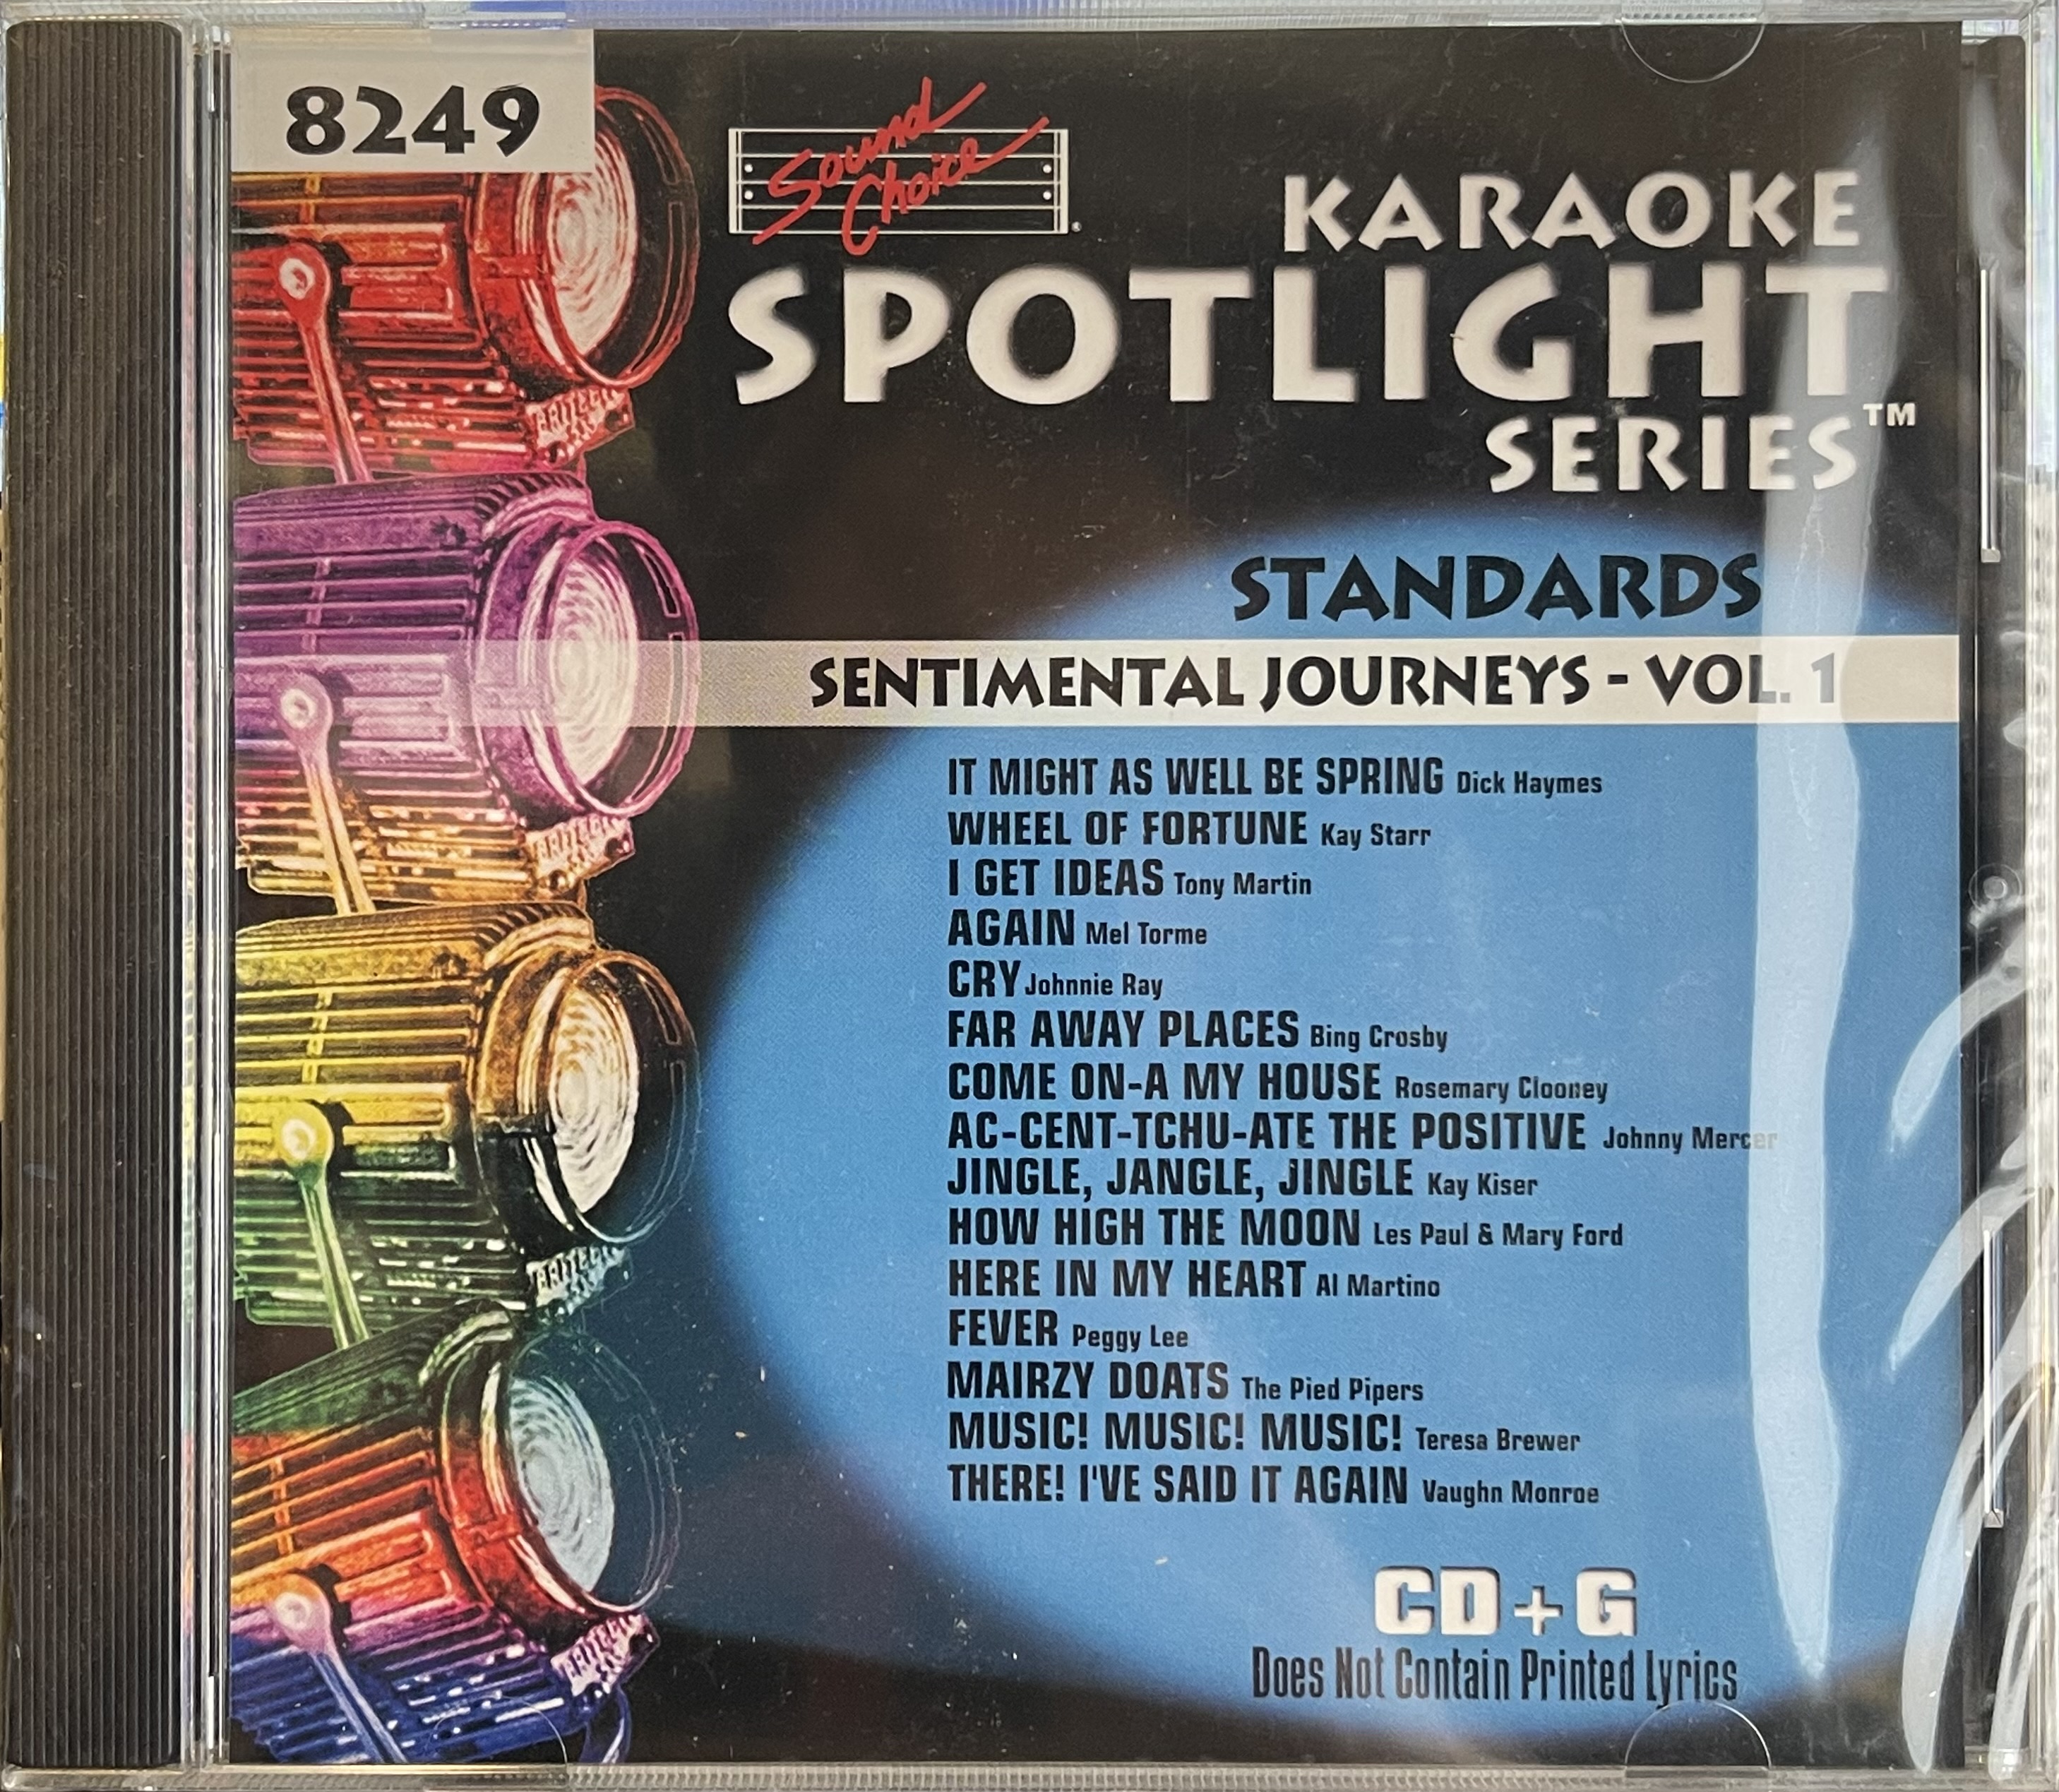 8249
Sound
Choice
®
KARAOKE
SPOTLIGHT
SERIES™
STANDARDS
SENTIMENTAL JOURNEYS - VOL. 1
IT MIGHT AS WELL BE SPRING Dick Haymes
WHEEL OF FORTUNE Kay Starr
I GET IDEAS Tony Martin
AGAIN Mel Torme
CRY Johnnie Ray
FAR AWAY PLACES Bing Crosby
COME ON-A MY HOUSE Rosemary Clooney
AC-CENT-TCHU-ATE THE POSITIVE Johnny Mercer
JINGLE, JANGLE, JINGLE Kay Kiser
HOW HIGH THE MOON Les Paul & Mary Ford
HERE IN MY HEART Al Martino
FEVER Peggy Lee
MAIRZY DOATS The Pied Pipers
MUSIC! MUSIC! MUSIC! Teresa Brewer
THERE! I'VE SAID IT AGAIN Vaughn Monroe
CD+G
Does Not Contain Printed Lyrics